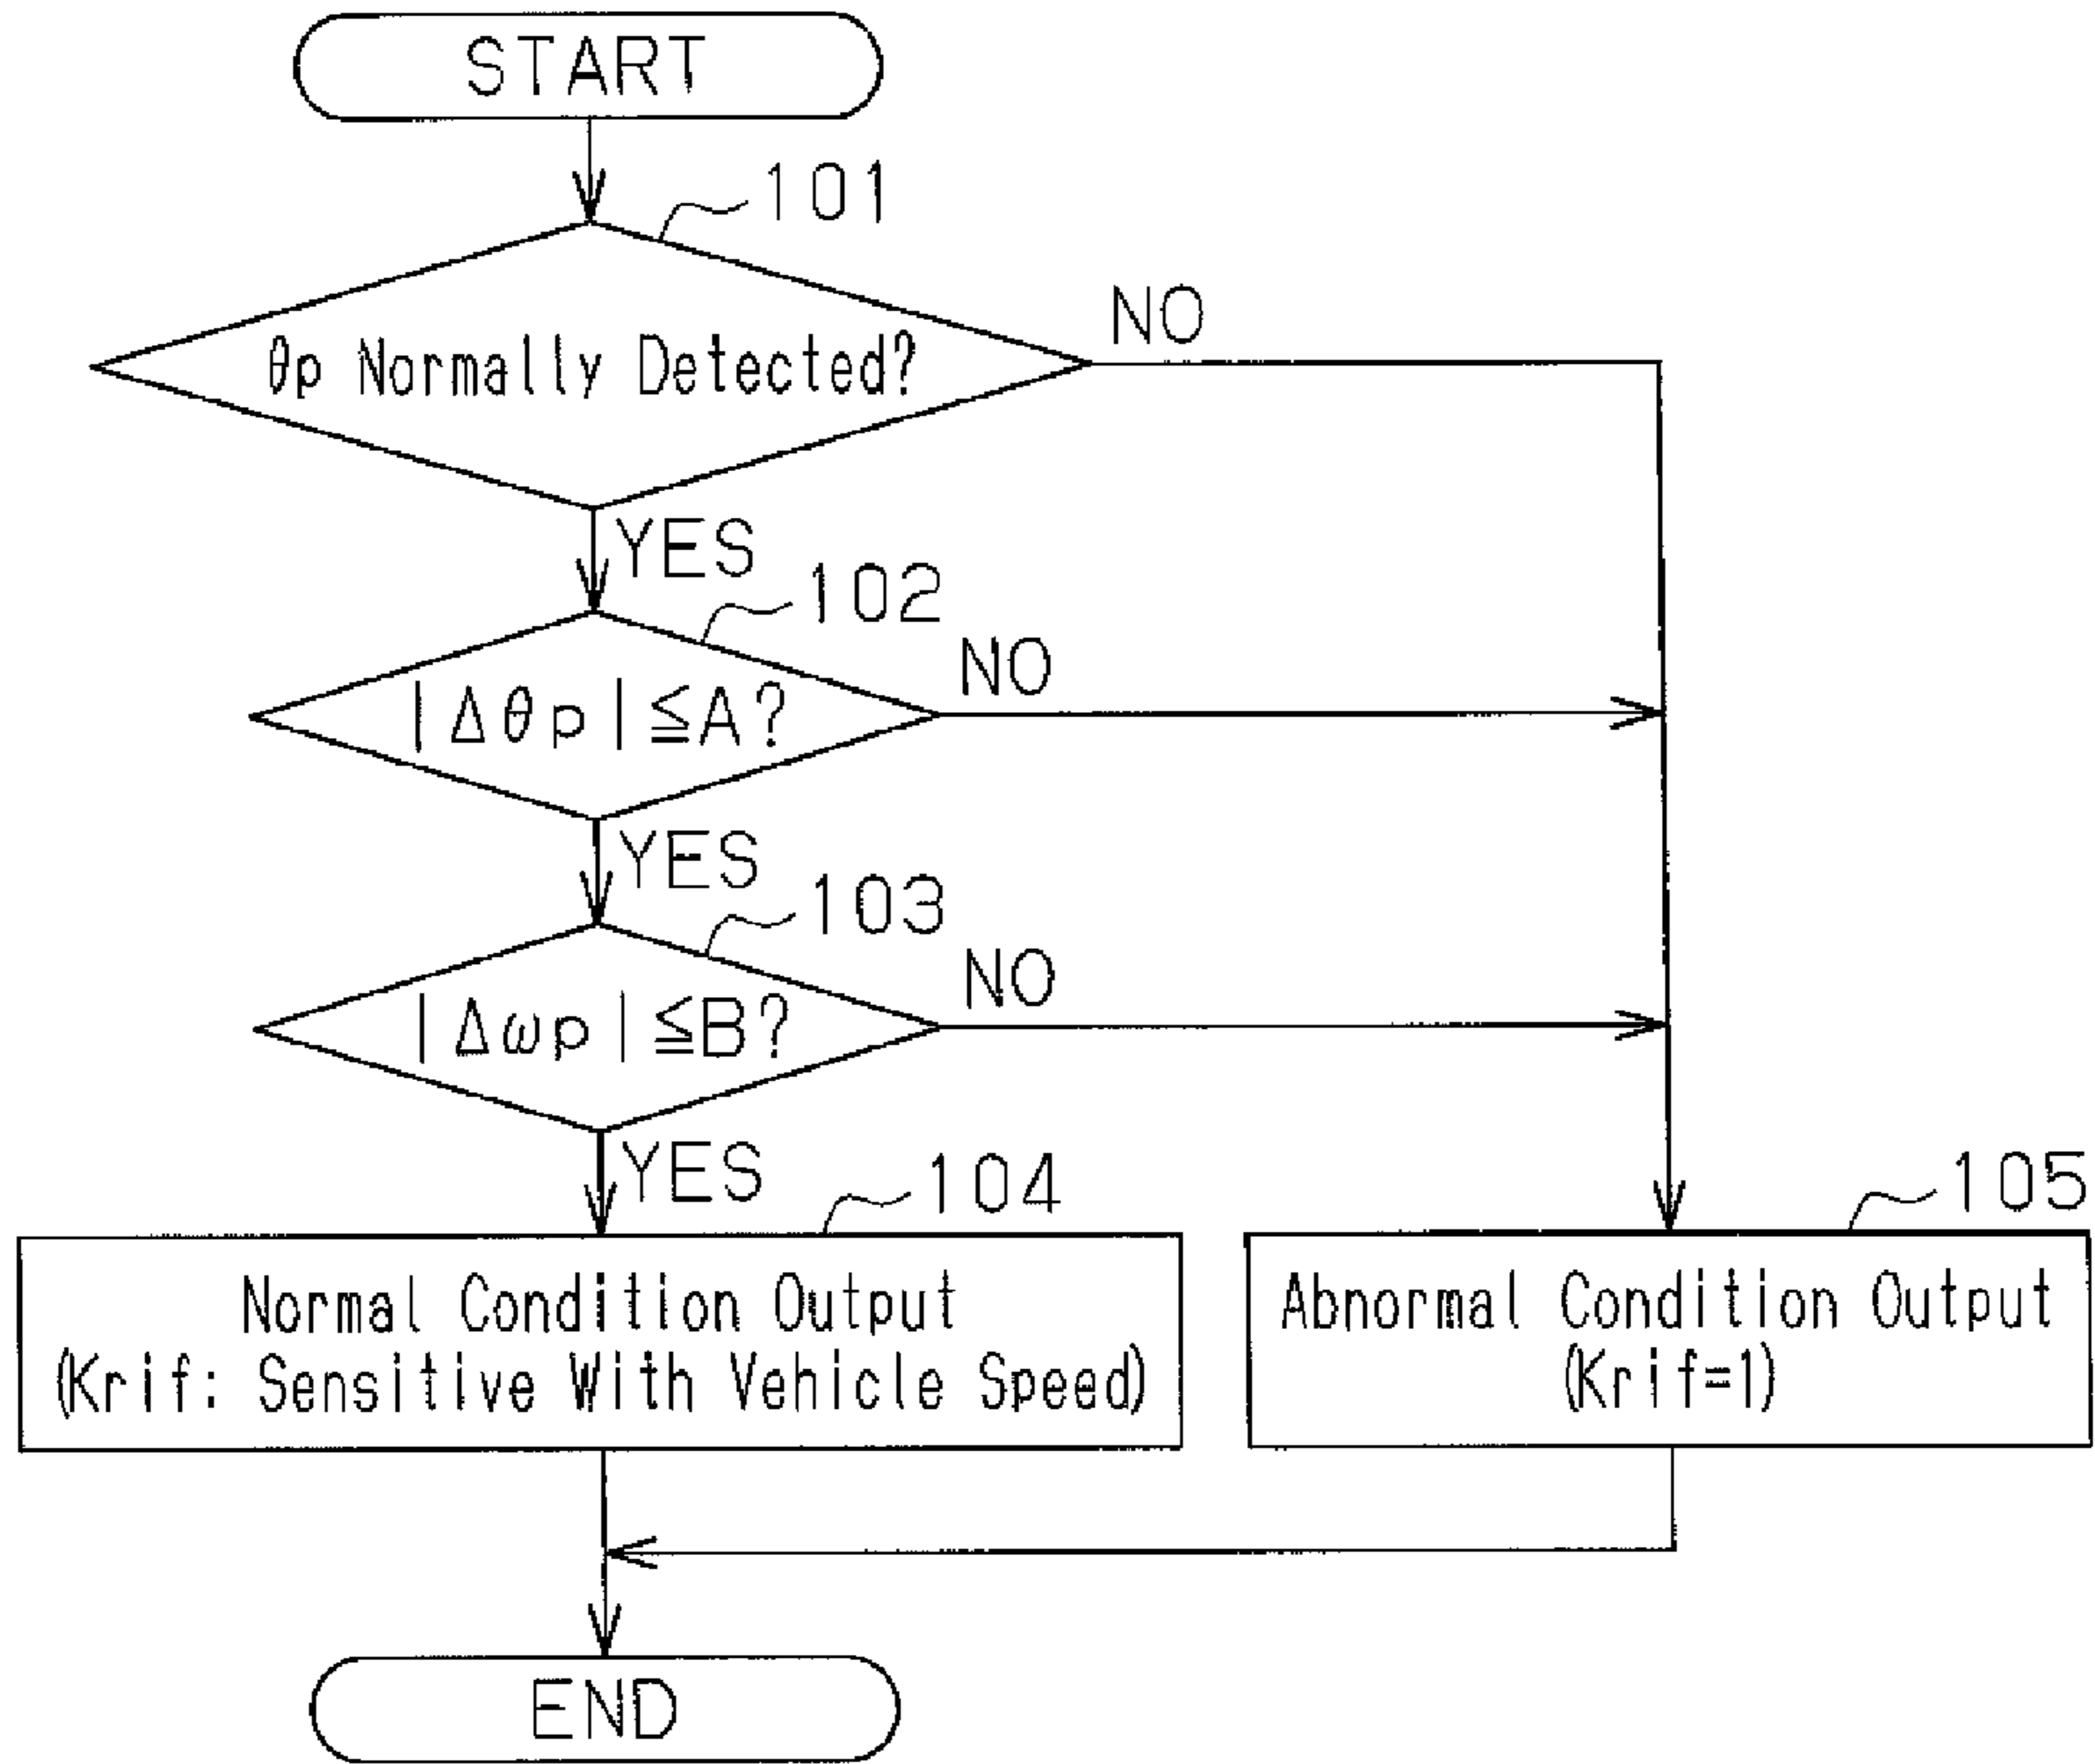 START
101
θp Normally Detected?
NO
YES
102
|Δθp|≦A?
NO
YES
103
|Δωp|≦B?
NO
YES
104
Normal Condition Output
(Krif: Sensitive With Vehicle Speed)
105
Abnormal Condition Output
(Krif=1)
END